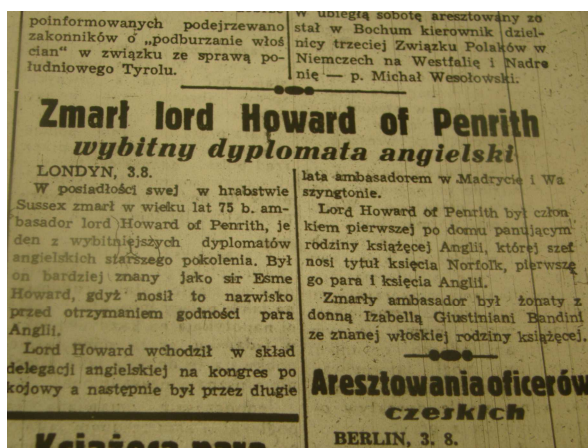 poinformowanych podejrzewano
zakonników o „podburzanie włoś
cian" w związku ze sprawą po-
łudniowego Tyrolu.
W ubiegłą sobotę aresztowany zo
stał w Bochum kierownik dziel-
nicy trzeciej Związku Polaków w
Niemczech na Westfalię i Nadre
nię — p. Michał Wesołowski.
Zmarł lord Howard of Penrith
wybitny dyplomata angielski
LONDYN, 3.8.
W posiadłości swej w hrabstwie
Sussex zmarł w wieku lat 75 b. am-
basador lord Howard of Penrith, je
den z wybitniejszych dyplomatów
angielskich starszego pokolenia. Był
on bardziej znany jako sir Esme
Howard, gdyż nosił to nazwisko
przed otrzymaniem godności para
Anglii.
Lord Howard wchodził w skład
delegacji angielskiej na kongres po
kojowy a następnie był przez długie
lata ambasadorem w Madrycie i Wa
szyngtonie.
Lord Howard of Penrith był człon
kiem pierwszej po domu panującym
rodziny książęcej Anglii, której szef
nosi tytuł księcia Norfolk, pierwszę
go para i księcia Anglii.
Zmarły ambasador był żonaty z
donną Izabellą Giustiniani Bandini
ze znanej włoskiej rodziny książęcej.
Aresztowania oficerów
czeskich
BERLIN, 3. 8.
Książęca para